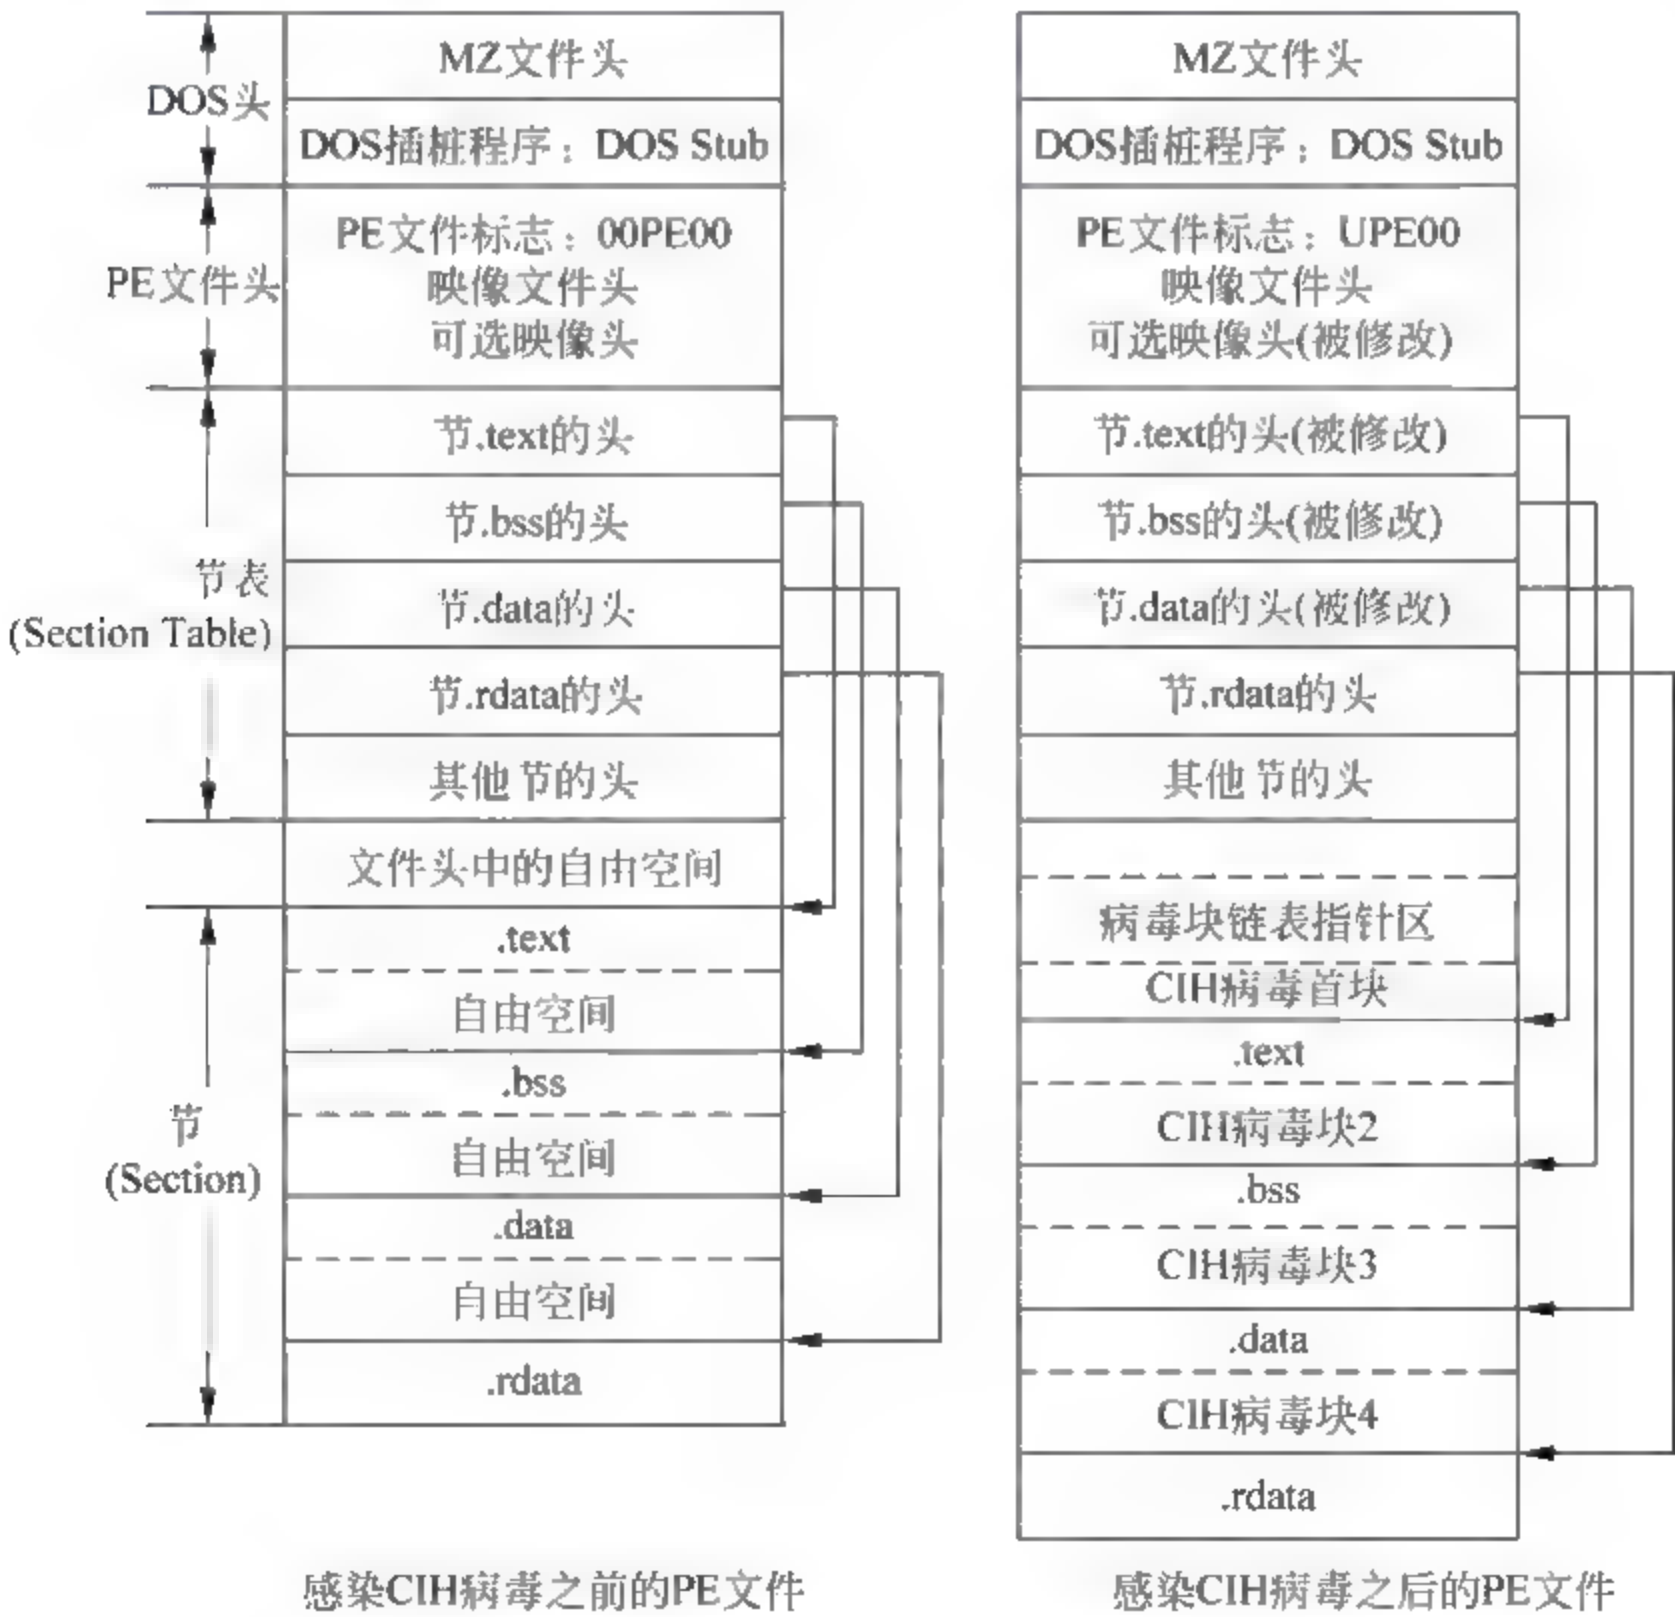 DOS头
MZ文件头
DOS插桩程序：DOS Stub
PE文件头
PE文件标志：00PE00
映像文件头
可选映像头
节表
(Section Table)
节.text的头
节.bss的头
节.data的头
节.rdata的头
其他节的头
文件头中的自由空间
节
(Section)
.text
自由空间
.bss
自由空间
.data
自由空间
.rdata
感染CIH病毒之前的PE文件
MZ文件头
DOS插桩程序：DOS Stub
PE文件标志：UPE00
映像文件头
可选映像头(被修改)
节.text的头(被修改)
节.bss的头(被修改)
节.data的头(被修改)
节.rdata的头
其他节的头
病毒块链表指针区
CIH病毒首块
.text
CIH病毒块2
.bss
CIH病毒块3
.data
CIH病毒块4
.rdata
感染CIH病毒之后的PE文件